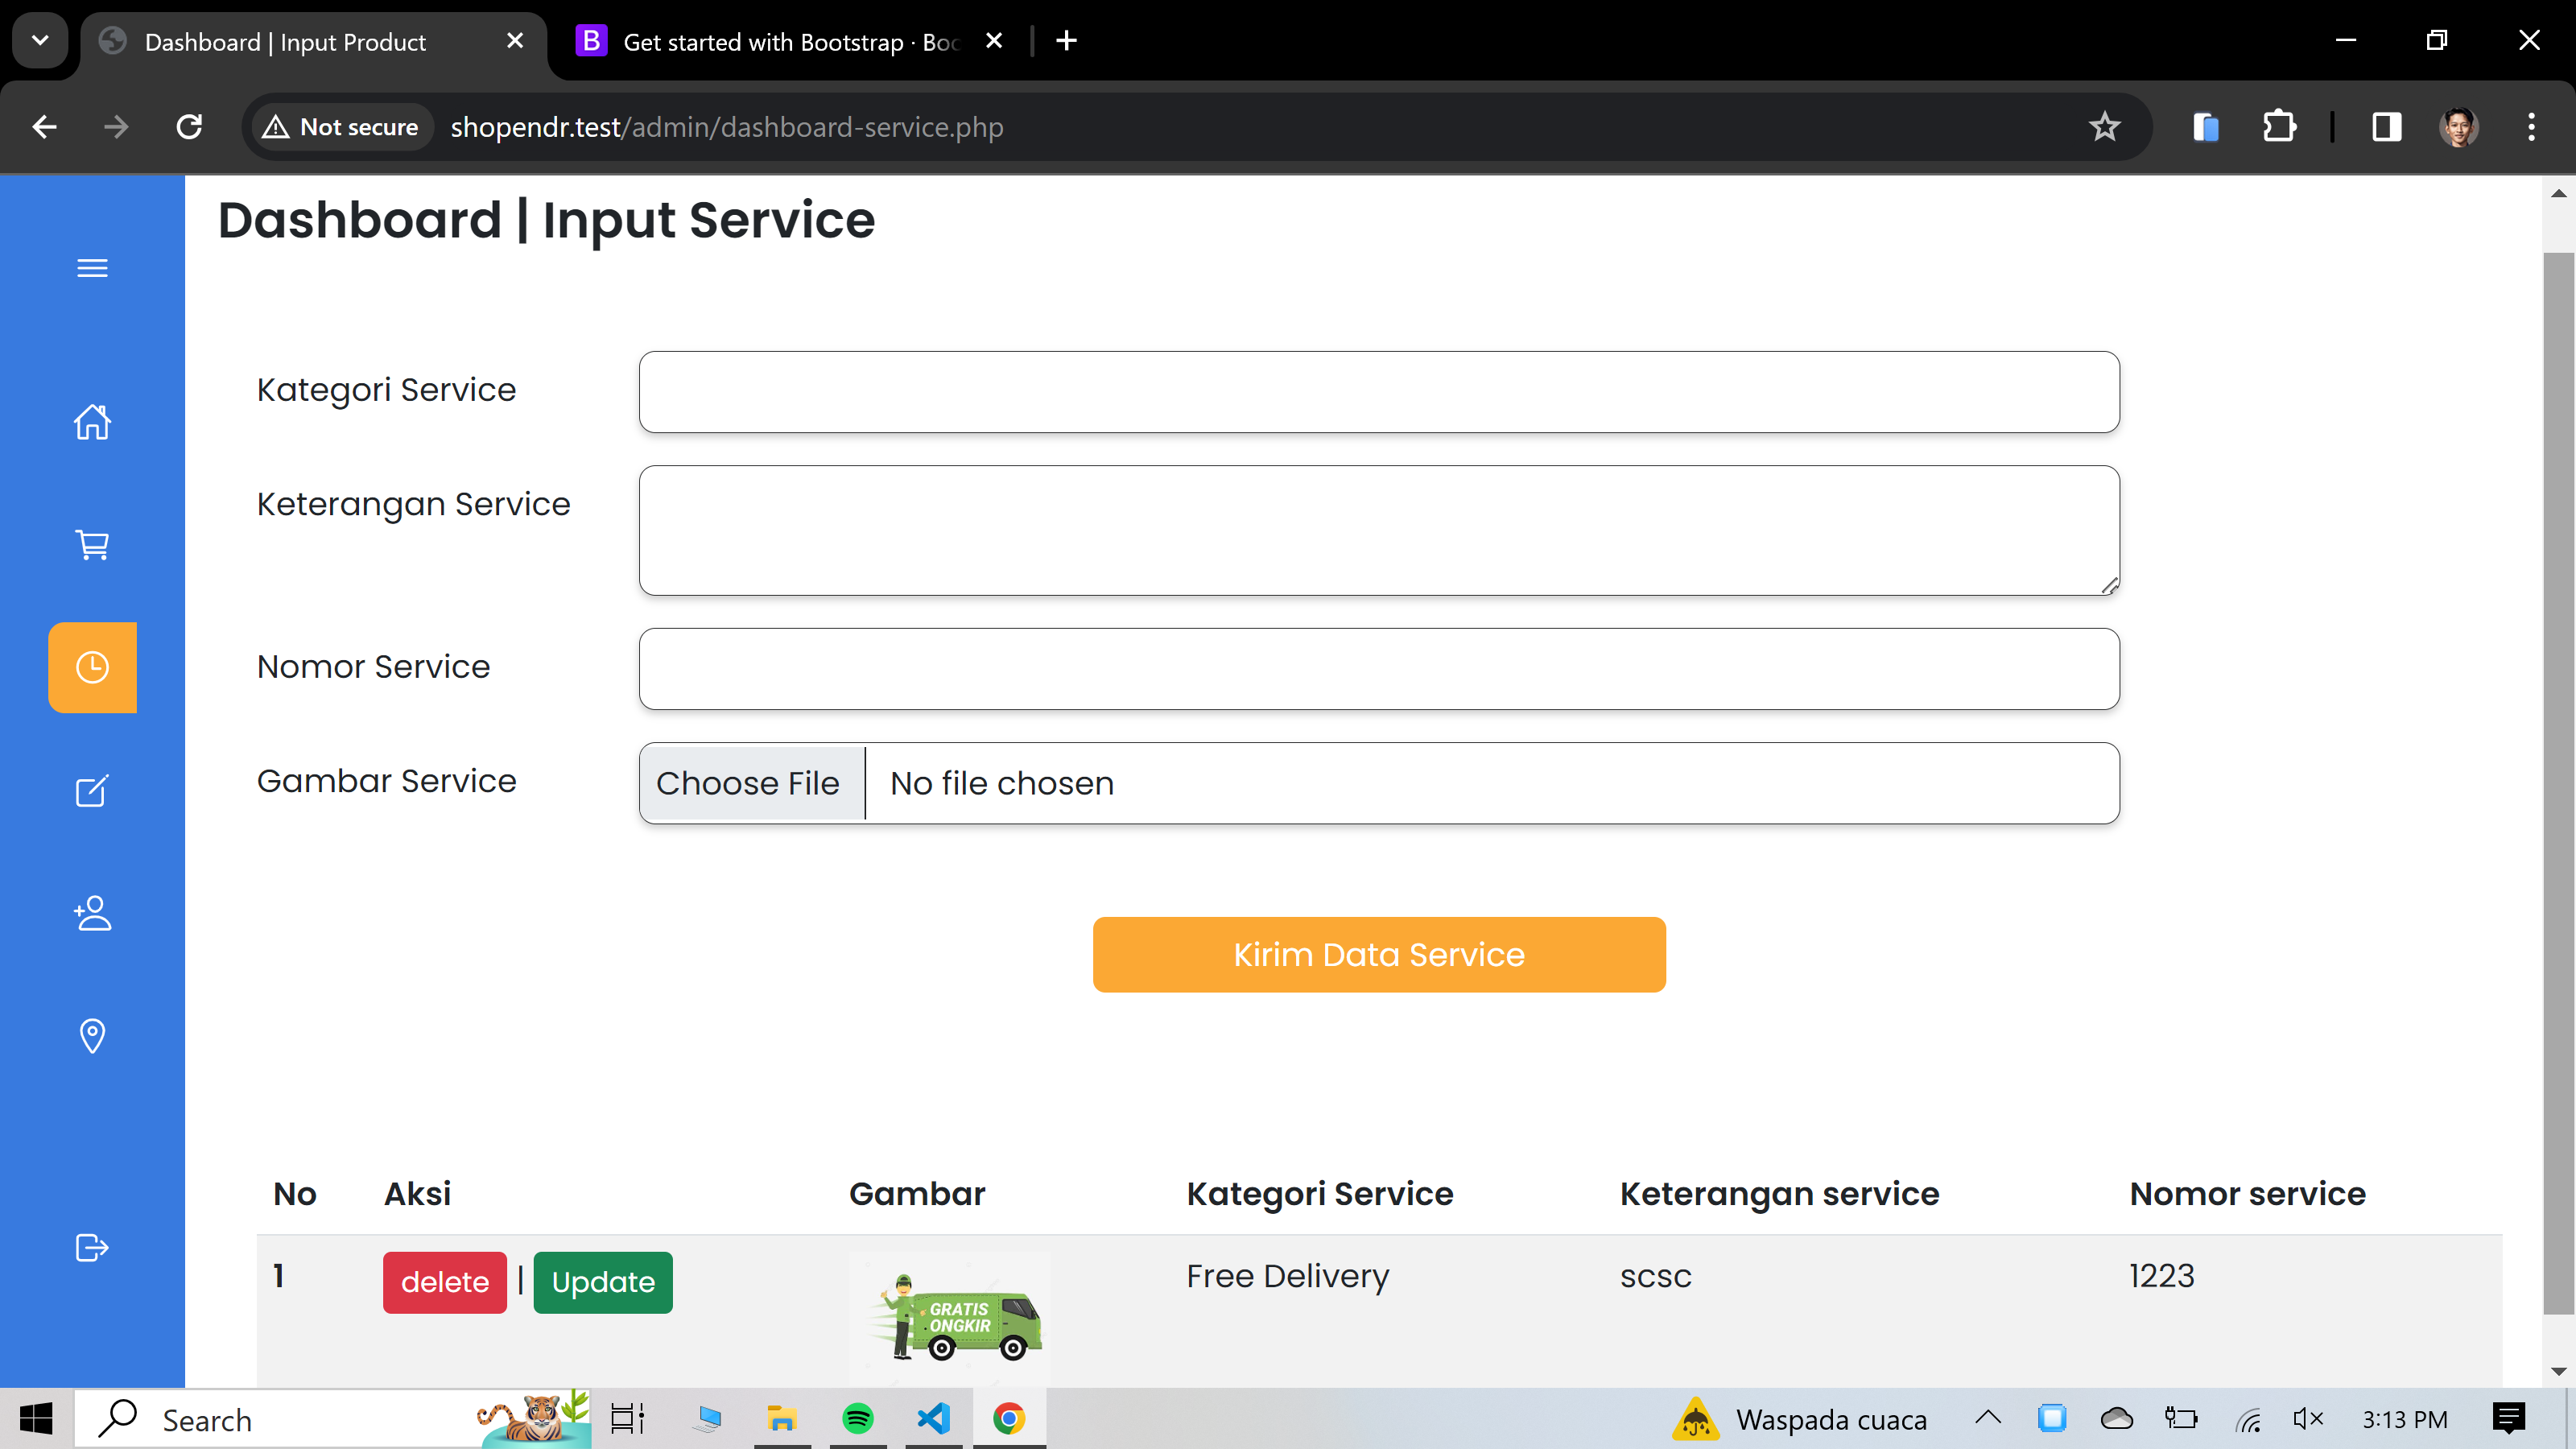 Dashboard | Input Product
B Get started with Bootstrap · Boo
Not secure shopendr.test/admin/dashboard-service.php
Dashboard | Input Service
Kategori Service
Keterangan Service
Nomor Service
Gambar Service Choose File No file chosen
Kirim Data Service
No Aksi Gambar Kategori Service Keterangan service Nomor service
1 delete | Update Free Delivery scsc 1223
GRATIS
ONGKIR
Search Waspada cuaca 3:13 PM